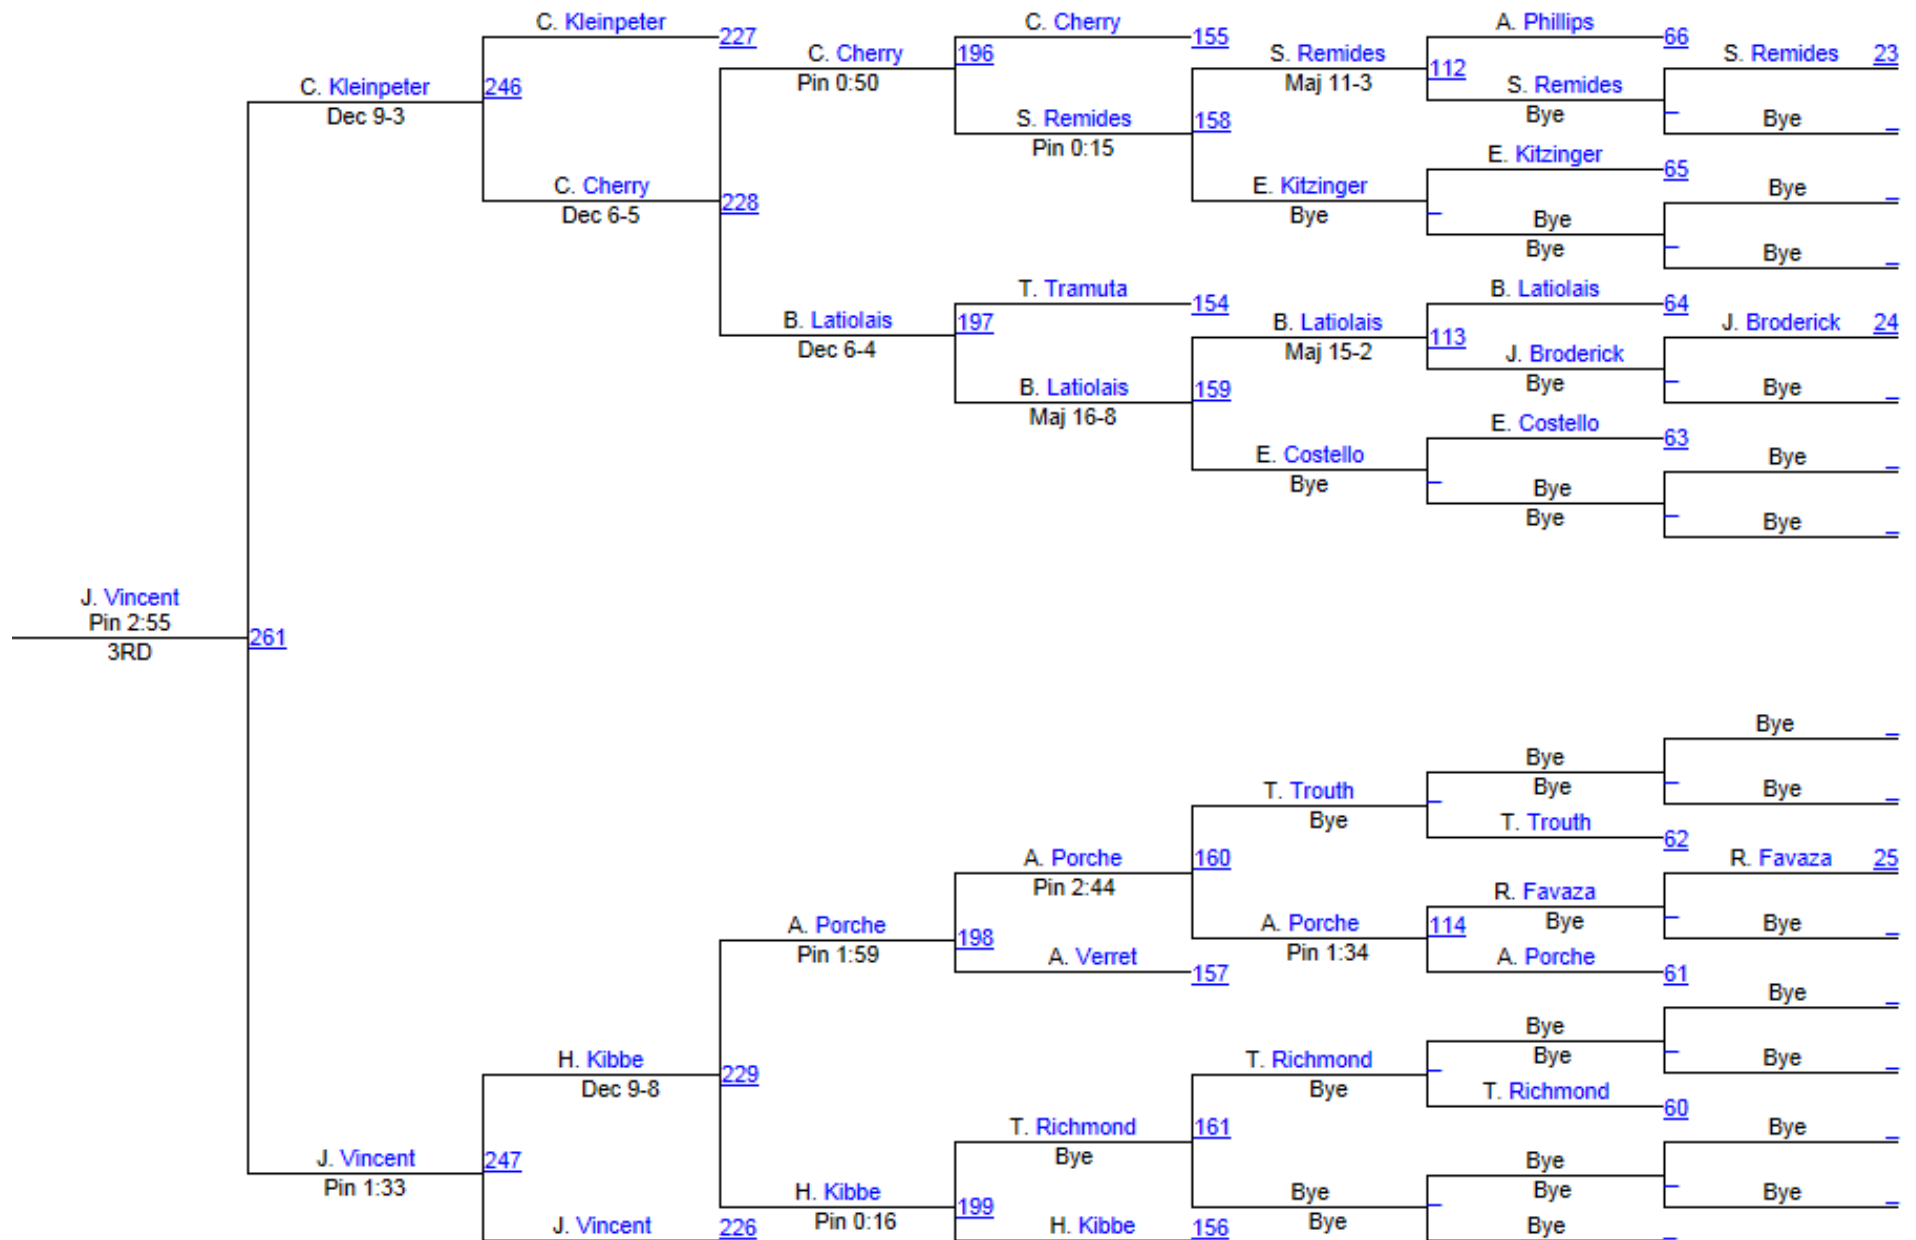 C. Kleinpeter
227
C. Cherry
155
A. Phillips
66
S. Remides 23
C. Cherry
196
Pin 0:50
S. Remides
112
Maj 11-3
S. Remides
Bye
_
Bye _
C. Kleinpeter
246
Dec 9-3
S. Remides
158
Pin 0:15
E. Kitzinger
65
Bye _
C. Cherry
228
Dec 6-5
E. Kitzinger
_
Bye
Bye
Bye
_
Bye _
T. Tramuta
154
B. Latiolais
64
J. Broderick 24
B. Latiolais
197
Dec 6-4
B. Latiolais
113
Maj 15-2
J. Broderick
Bye
_
Bye _
B. Latiolais
159
Maj 16-8
E. Costello
63
Bye _
E. Costello
_
Bye
Bye
Bye
_
Bye _
J. Vincent
Pin 2:55
261
3RD
Bye _
Bye
Bye
_
Bye _
T. Trouth
_
Bye
T. Trouth
62
A. Porche
160
Pin 2:44
R. Favaza 25
R. Favaza
Bye
_
Bye _
A. Porche
198
Pin 1:59
A. Porche
114
Pin 1:34
A. Verret
157
A. Porche
61
Bye _
Bye
Bye
_
Bye _
H. Kibbe
229
Dec 9-8
T. Richmond
_
Bye
T. Richmond
60
T. Richmond
161
Bye
Bye _
J. Vincent
247
Pin 1:33
Bye
Bye
_
Bye _
H. Kibbe
199
Pin 0:16
Bye
_
Bye
J. Vincent
226
H. Kibbe
156
Bye _